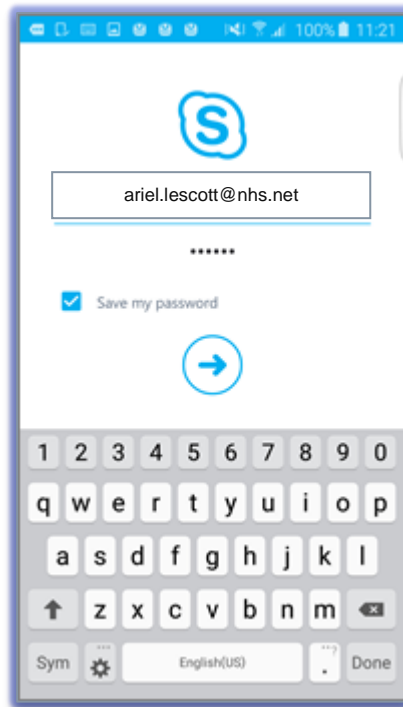 100% 11:21
S
ariel.lescott@nhs.net
••••••
Save my password
1 2 3 4 5 6 7 8 9 0
q w e r t y u i o p
a s d f g h j k l
z x c v b n m
Sym English(US) . Done